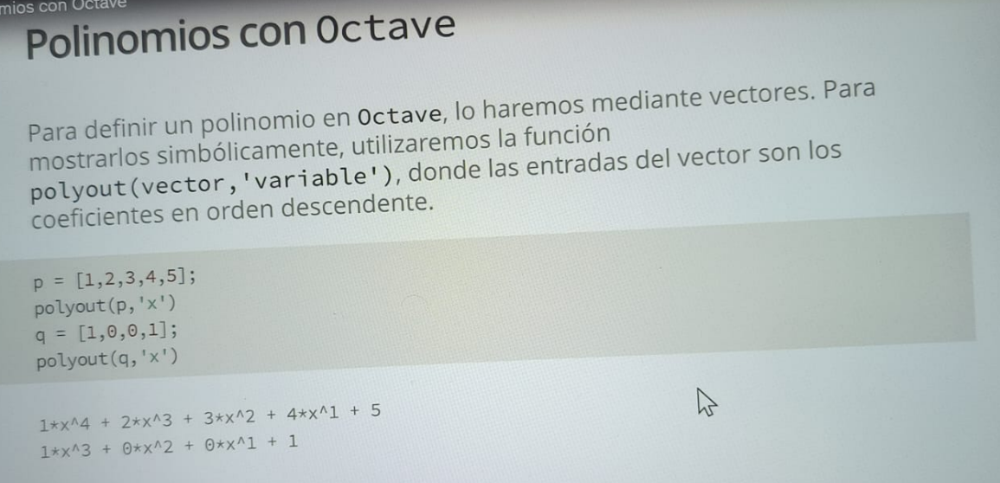 mios con Octave
Polinomios con Octave
Para definir un polinomio en Octave, lo haremos mediante vectores. Para
mostrarlos simbólicamente, utilizaremos la función
polyout(vector,'variable'), donde las entradas del vector son los
coeficientes en orden descendente.
p = [1,2,3,4,5];
polyout(p,'x')
q = [1,0,0,1];
polyout(q,'x')
1*x^4 + 2*x^3 + 3*x^2 + 4*x^1 + 5
1*x^3 + 0*x^2 + 0*x^1 + 1